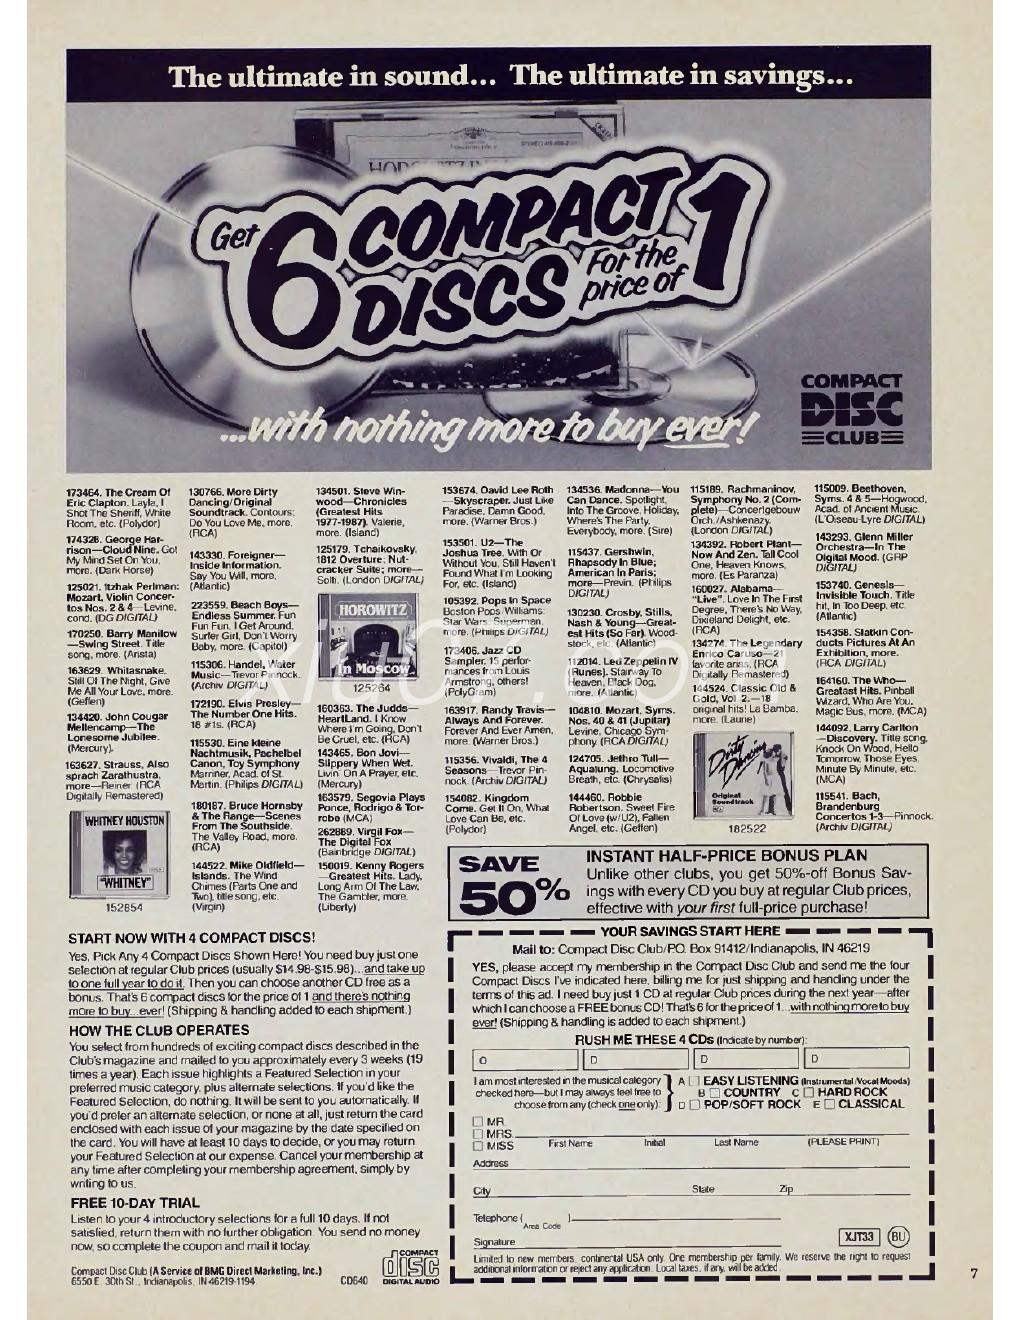 The ultimate in sound... The ultimate in savings...
Get 6 COMPACT DISCS For the price of 1
...with nothing more to buy ever!
COMPACT
DISC
CLUB
173464. The Cream Of
Eric Clapton. Layla, I
Shot The Sheriff, White
Room, etc. (Polydor)
174328. George Har-
rison—Cloud Nine. Got
My Mind Set On You,
more. (Dark Horse)
125021. Itzhak Perlman:
Mozart, Violin Concer-
tos Nos. 2 & 4—Levine,
cond. (DG DIGITAL)
170250. Barry Manilow
—Swing Street. Title
song, more. (Arista)
163629. Whitesnake.
Still Of The Night, Give
Me All Your Love, more.
(Geffen)
134420. John Cougar
Mellencamp—The
Lonesome Jubilee.
(Mercury).
163627. Strauss, Also
sprach Zarathustra,
more—Reiner. (RCA
Digitally Remastered)
WHITNEY HOUSTON
"WHITNEY"
152854
130766. More Dirty
Dancing/Original
Soundtrack. Contours:
Do You Love Me, more.
(RCA)
143330. Foreigner—
Inside Information.
Say You Will, more.
(Atlantic)
223559. Beach Boys—
Endless Summer. Fun
Fun Fun, I Get Around,
Surfer Girl, Don't Worry
Baby, more. (Capitol)
115306. Handel, Water
Music—Trevor Pinnock.
(Archiv DIGITAL)
172190. Elvis Presley—
The Number One Hits.
18 #1s. (RCA)
115530. Eine kleine
Nachtmusik, Pachelbel
Canon, Toy Symphony
Marriner, Acad. of St.
Martin. (Philips DIGITAL)
180187. Bruce Hornsby
& The Range—Scenes
From The Southside.
The Valley Road, more.
(RCA)
144522. Mike Oldfield—
Islands. The Wind
Chimes (Parts One and
Two), title song, etc.
(Virgin)
134501. Steve Win-
wood—Chronicles
(Greatest Hits
1977-1987). Valerie,
more. (Island)
125179. Tchaikovsky,
1812 Overture; Nut-
cracker Suite; more—
Solti. (London DIGITAL)
HOROWITZ
In Moscow
125264
160363. The Judds—
HeartLand. I Know
Where I'm Going, Don't
Be Cruel, etc. (RCA)
143465. Bon Jovi—
Slippery When Wet.
Livin' On A Prayer, etc.
(Mercury)
163579. Segovia Plays
Ponce, Rodrigo & Tor-
roba (MCA)
262889. Virgil Fox—
The Digital Fox
(Bainbridge DIGITAL)
150019. Kenny Rogers
—Greatest Hits. Lady,
Long Arm Of The Law,
The Gambler, more.
(Liberty)
153674. David Lee Roth
—Skyscraper. Just Like
Paradise, Damn Good,
more. (Warner Bros.)
153501. U2—The
Joshua Tree. With Or
Without You, Still Haven't
Found What I'm Looking
For, etc. (Island)
105392. Pops In Space
Boston Pops/Williams:
Star Wars, Superman,
more. (Philips DIGITAL)
173406. Jazz CD
Sampler. 15 perfor-
mances from Louis
Armstrong, others!
(PolyGram)
163917. Randy Travis—
Always And Forever.
Forever And Ever Amen,
more. (Warner Bros.)
115356. Vivaldi, The 4
Seasons—Trevor Pin-
nock. (Archiv DIGITAL)
154082. Kingdom
Come. Get It On, What
Love Can Be, etc.
(Polydor)
134536. Madonna—You
Can Dance. Spotlight,
Into The Groove, Holiday,
Where's The Party,
Everybody, more. (Sire)
115437. Gershwin,
Rhapsody In Blue;
American In Paris;
more—Previn. (Philips
DIGITAL)
130230. Crosby, Stills,
Nash & Young—Great-
est Hits (So Far). Wood-
stock, etc. (Atlantic)
112014. Led Zeppelin IV
(Runes). Stairway To
Heaven, Black Dog,
more. (Atlantic)
104810. Mozart, Syms.
Nos. 40 & 41 (Jupiter)
Levine, Chicago Sym-
phony. (RCA DIGITAL)
124705. Jethro Tull—
Aqualung. Locomotive
Breath, etc. (Chrysalis)
144460. Robbie
Robertson. Sweet Fire
Of Love (w/U2), Fallen
Angel, etc. (Geffen)
115189. Rachmaninov,
Symphony No. 2 (Com-
plete)—Concertgebouw
Orch./Ashkenazy.
(London DIGITAL)
134392. Robert Plant—
Now And Zen. Tall Cool
One, Heaven Knows,
more. (Es Paranza)
160027. Alabama—
"Live". Love In The First
Degree, There's No Way,
Dixieland Delight, etc.
(RCA)
134274. The Legendary
Enrico Caruso—21
favorite arias. (RCA
Digitally Remastered)
144524. Classic Old &
Gold, Vol. 2.—18
original hits! La Bamba,
more. (Laurie)
Dirty Dancing
Original
Soundtrack
182522
115009. Beethoven,
Syms. 4 & 5—Hogwood,
Acad. of Ancient Music.
(L'Oiseau-Lyre DIGITAL)
143293. Glenn Miller
Orchestra—In The
Digital Mood. (GRP
DIGITAL)
153740. Genesis—
Invisible Touch. Title
hit, In Too Deep, etc.
(Atlantic)
154358. Slatkin Con-
ducts Pictures At An
Exhibition, more.
(RCA DIGITAL)
164160. The Who—
Greatest Hits. Pinball
Wizard, Who Are You,
Magic Bus, more. (MCA)
144092. Larry Carlton
—Discovery. Title song,
Knock On Wood, Hello
Tomorrow, Those Eyes,
Minute By Minute, etc.
(MCA)
115541. Bach,
Brandenburg
Concertos 1-3—Pinnock.
(Archiv DIGITAL)
SAVE
50%
INSTANT HALF-PRICE BONUS PLAN
Unlike other clubs, you get 50%-off Bonus Sav-
ings with every CD you buy at regular Club prices,
effective with your first full-price purchase!
START NOW WITH 4 COMPACT DISCS!
Yes, Pick Any 4 Compact Discs Shown Here! You need buy just one
selection at regular Club prices (usually $14.98-$15.98)...and take up
to one full year to do it. Then you can choose another CD free as a
bonus. That's 6 compact discs for the price of 1 and there's nothing
more to buy...ever! (Shipping & handling added to each shipment.)
HOW THE CLUB OPERATES
You select from hundreds of exciting compact discs described in the
Club's magazine and mailed to you approximately every 3 weeks (19
times a year). Each issue highlights a Featured Selection in your
preferred music category, plus alternate selections. If you'd like the
Featured Selection, do nothing. It will be sent to you automatically. If
you'd prefer an alternate selection, or none at all, just return the card
enclosed with each issue of your magazine by the date specified on
the card. You will have at least 10 days to decide, or you may return
your Featured Selection at our expense. Cancel your membership at
any time after completing your membership agreement, simply by
writing to us.
FREE 10-DAY TRIAL
Listen to your 4 introductory selections for a full 10 days. If not
satisfied, return them with no further obligation. You send no money
now, so complete the coupon and mail it today.
Compact Disc Club (A Service of BMG Direct Marketing, Inc.)
6550 E. 30th St., Indianapolis, IN 46219-1194.
CD640
COMPACT
disc
DIGITAL AUDIO
YOUR SAVINGS START HERE
Mail to: Compact Disc Club/P.O. Box 91412/Indianapolis, IN 46219
YES, please accept my membership in the Compact Disc Club and send me the four
Compact Discs I've indicated here, billing me for just shipping and handling under the
terms of this ad. I need buy just 1 CD at regular Club prices during the next year—after
which I can choose a FREE bonus CD! That's 6 for the price of 1...with nothing more to buy
ever! (Shipping & handling is added to each shipment.)
RUSH ME THESE 4 CDs (Indicate by number):
D D D D
I am most interested in the musical category
checked here—but I may always feel free to
choose from any (check one only):
A EASY LISTENING (Instrumental/Vocal Moods)
B COUNTRY C HARD ROCK
D POP/SOFT ROCK E CLASSICAL
MR.
MRS.
MISS First Name Initial Last Name (PLEASE PRINT)
Address
City State Zip
Telephone ( )
Area Code
Signature
XJT33 BU
Limited to new members, continental USA only. One membership per family. We reserve the right to request
additional information or reject any application. Local taxes, if any, will be added.
7